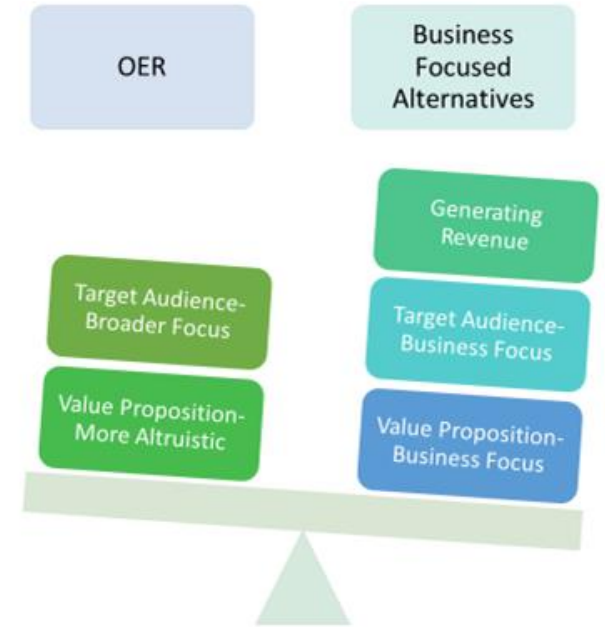 OER
Business
Focused
Alternatives
Generating
Revenue
Target Audience-
Broader Focus
Target Audience-
Business Focus
Value Proposition-
More Altruistic
Value Proposition-
Business Focus